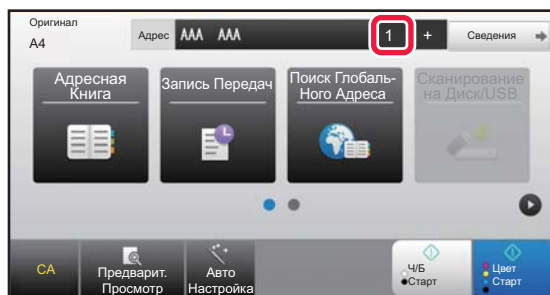 Оригинал
A4
Адрес AAA AAA 1 + Сведения
Адресная
Книга
Запись Передач
Поиск Глобаль-
Ного Адреса
Сканирование
на Диск/USB
CA
Предварит.
Просмотр
Авто
Настройка
Ч/Б
Старт
Цвет
Старт